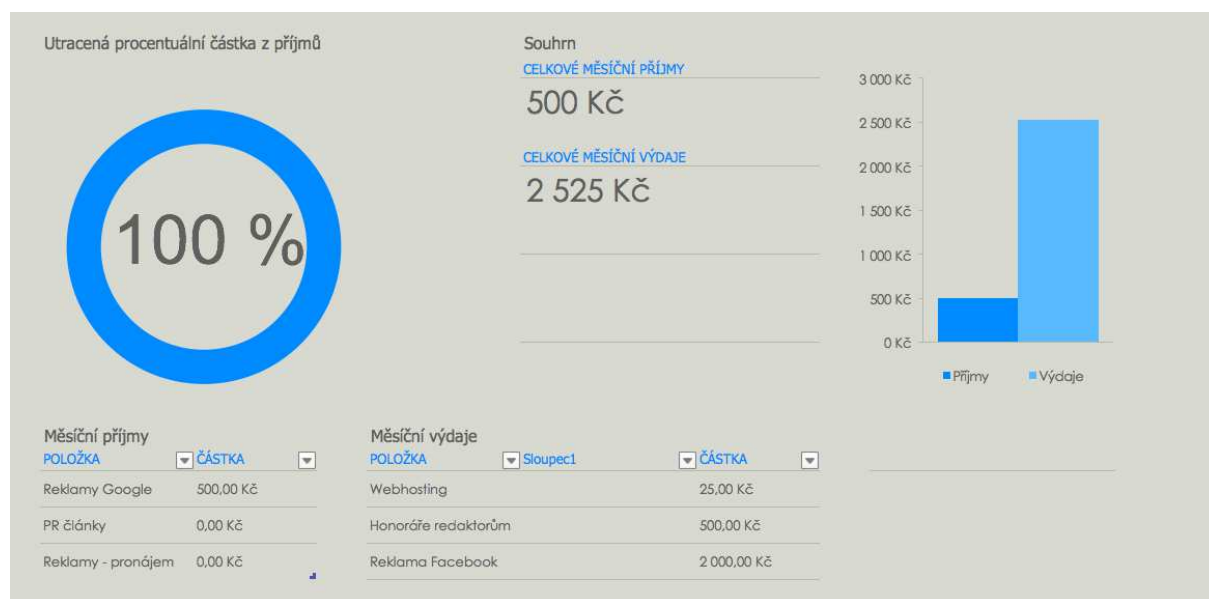 Utracená procentuální částka z příjmů
100 %
Souhrn
CELKOVÉ MĚSÍČNÍ PŘÍJMY
500 Kč
CELKOVÉ MĚSÍČNÍ VÝDAJE
2 525 Kč
3 000 Kč
2 500 Kč
2 000 Kč
1 500 Kč
1 000 Kč
500 Kč
0 Kč
Příjmy Výdaje
Měsíční příjmy
POLOŽKA ČÁSTKA
Reklamy Google 500,00 Kč
PR články 0,00 Kč
Reklamy - pronájem 0,00 Kč
Měsíční výdaje
POLOŽKA Sloupec1 ČÁSTKA
Webhosting 25,00 Kč
Honoráře redaktorům 500,00 Kč
Reklama Facebook 2 000,00 Kč